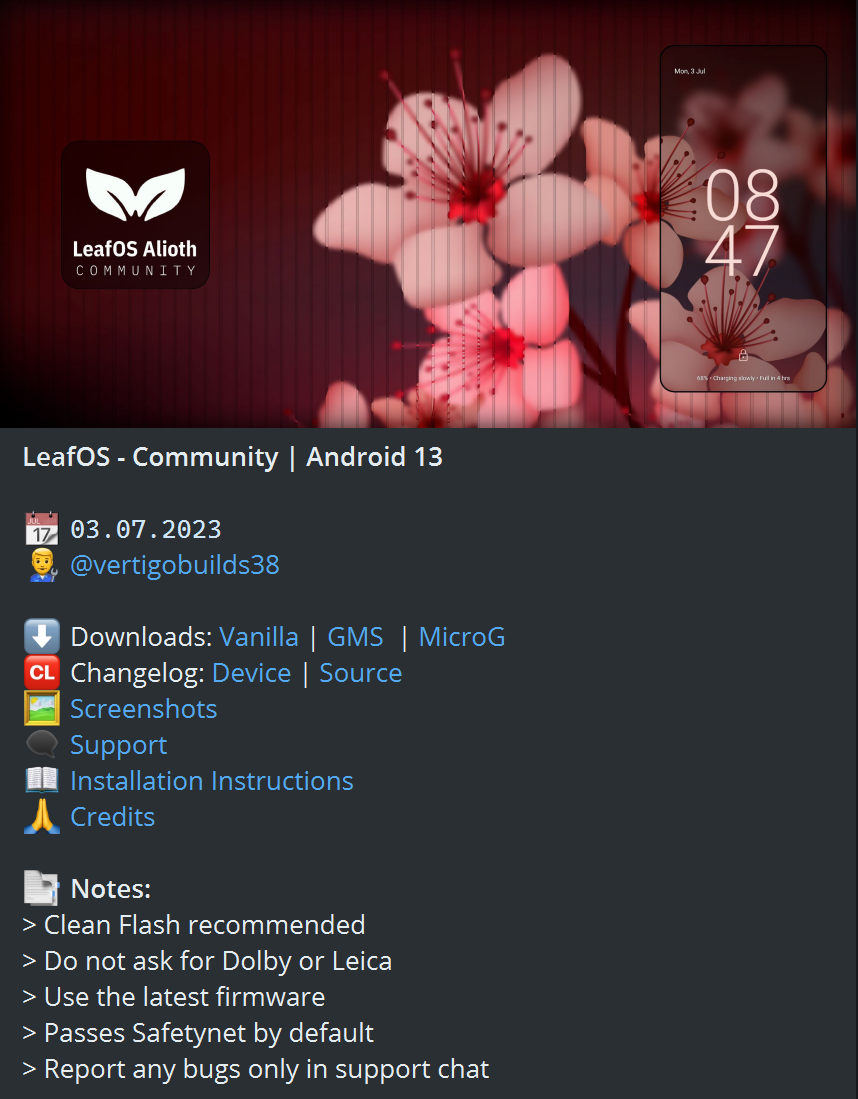 LeafOS Alioth
COMMUNITY
Mon, 3 Jul
08
47
68% • Charging slowly • Full in 4 hrs
LeafOS - Community | Android 13
JUL
17
03.07.2023
@vertigobuilds38
Downloads: Vanilla | GMS | MicroG
CL Changelog: Device | Source
Screenshots
Support
Installation Instructions
Credits
Notes:
> Clean Flash recommended
> Do not ask for Dolby or Leica
> Use the latest firmware
> Passes Safetynet by default
> Report any bugs only in support chat